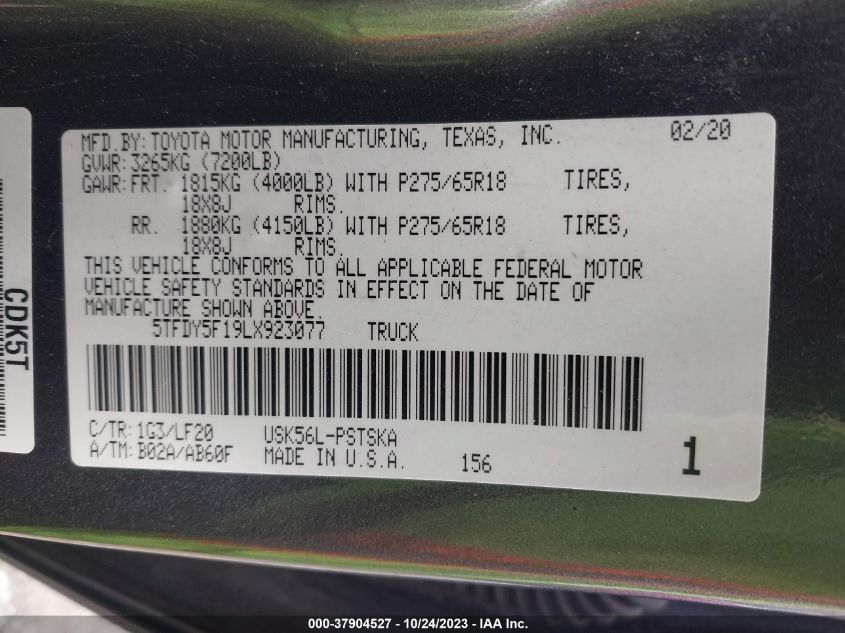 MFD.BY:TOYOTA MOTOR MANUFACTURING, TEXAS, INC. 02/20
GVWR:3265KG (7200LB)
GAWR:FRT. 1815KG (4000LB) WITH P275/65R18 TIRES,
18X8J RIMS.
RR. 1880KG (4150LB) WITH P275/65R18 TIRES,
18X8J RIMS.
THIS VEHICLE CONFORMS TO ALL APPLICABLE FEDERAL MOTOR
VEHICLE SAFETY STANDARDS IN EFFECT ON THE DATE OF
MANUFACTURE SHOWN ABOVE.
5TFDY5F19LX923077 TRUCK
C/TR:1G3/LF20 USK56L-PSTSKA
A/TM:B02A/AB60F MADE IN U.S.A. 156 1
CDK5T
000-37904527 - 10/24/2023 - IAA Inc.